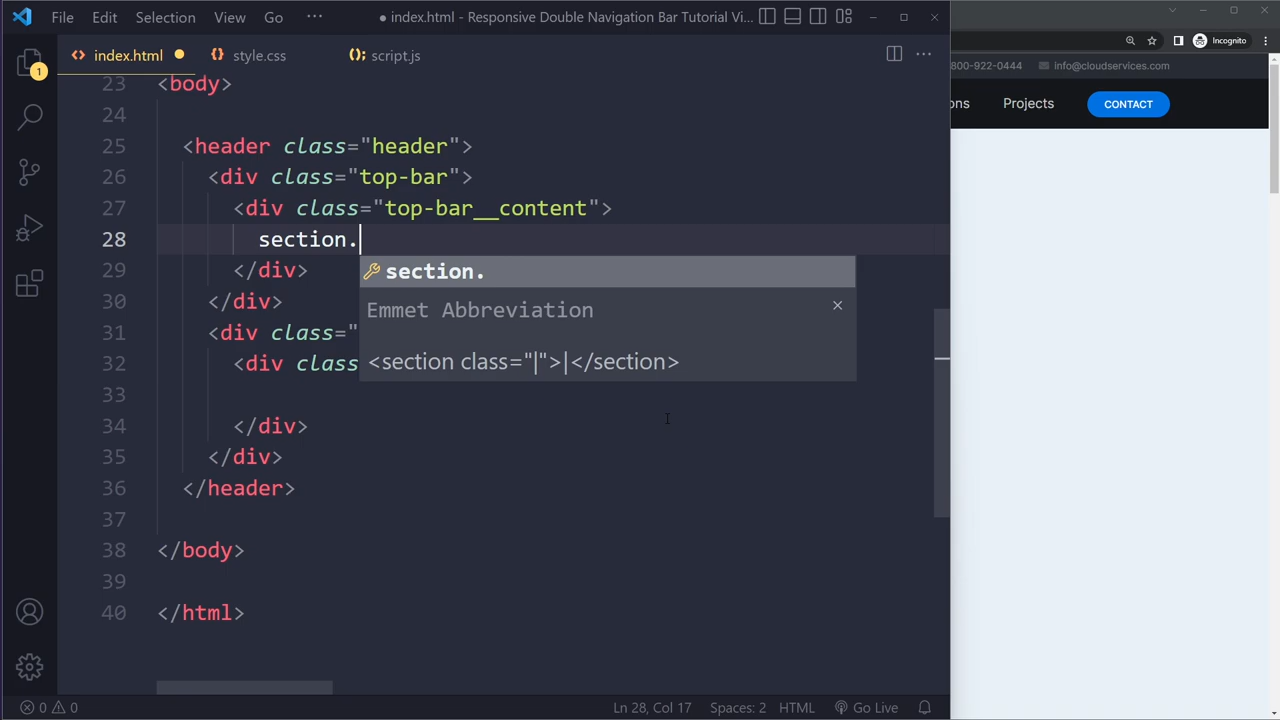 File Edit Selection View Go ··· ● index.html - Responsive Double Navigation Bar Tutorial Vi...
index.html ● style.css script.js ···
1
23 <body>
24
25 <header class="header">
26 <div class="top-bar">
27 <div class="top-bar__content">
28 section.
29 </div>
30 </div>
31 <div class="
32 <div class
33
34 </div>
35 </div>
36 </header>
37
38 </body>
39
40 </html>
section.
Emmet Abbreviation
<section class="|">|</section>
0 0 Ln 28, Col 17 Spaces: 2 HTML Go Live
Incognito
800-922-0444 info@cloudservices.com
ons Projects CONTACT